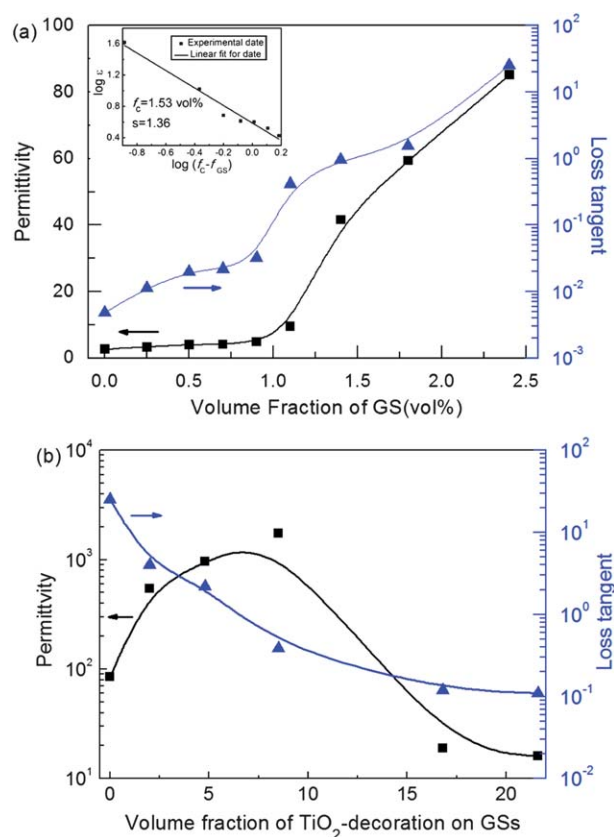 (a)
100
80
60
40
20
0
Permittivity
10^2
10^1
10^0
10^-1
10^-2
10^-3
Loss tangent
0.0 0.5 1.0 1.5 2.0 2.5
Volume Fraction of GS(vol%)
1.6
1.2
0.8
0.4
log ε
Experimental date
Linear fit for date
f_C=1.53 vol%
s=1.36
-0.8 -0.6 -0.4 -0.2 0.0 0.2
log (f_C-f_GS)
(b)
10^4
10^3
10^2
10^1
Permittvity
10^2
10^1
10^0
10^-1
10^-2
Loss tangent
0 5 10 15 20
Volume fraction of TiO_2-decoration on GSs